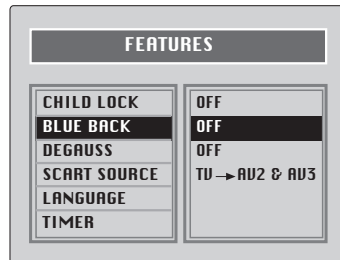 FEATURES
CHILD LOCK OFF
BLUE BACK OFF
DEGAUSS OFF
SCART SOURCE TV→AV2 & AV3
LANGUAGE
TIMER